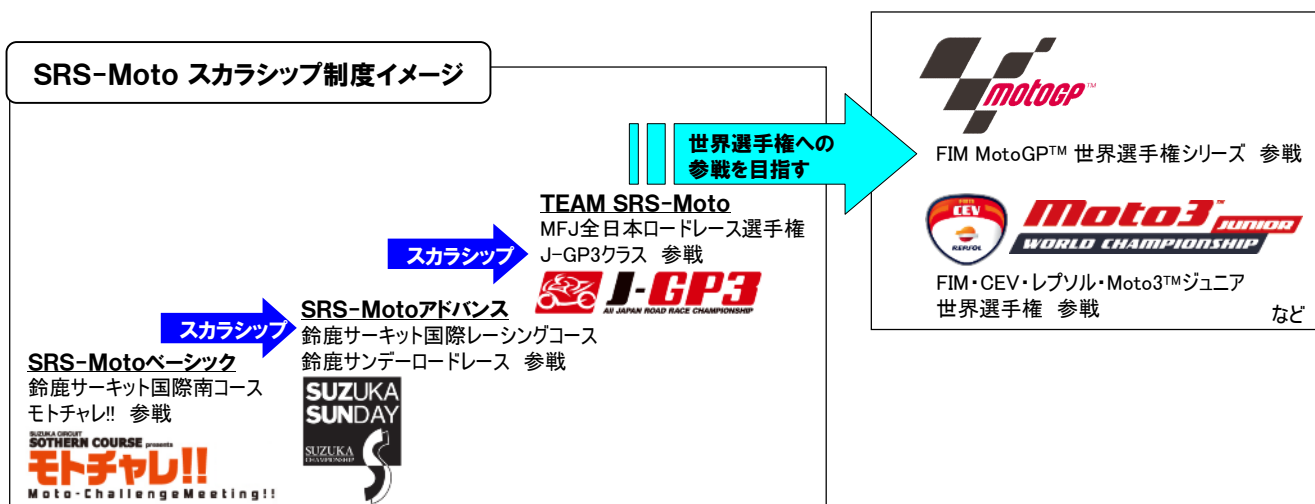 SRS-Moto スカラシップ制度イメージ
世界選手権への
参戦を目指す
motoGP™
FIM MotoGP™ 世界選手権シリーズ 参戦
FIM CEV
REPSOL
Moto3™ JUNIOR
WORLD CHAMPIONSHIP
FIM・CEV・レプソル・Moto3™ジュニア
世界選手権 参戦
など
TEAM SRS-Moto
MFJ全日本ロードレース選手権
J-GP3クラス 参戦
J-GP3
All JAPAN ROAD RACE CHAMPIONSHIP
スカラシップ
SRS-Motoアドバンス
鈴鹿サーキット国際レーシングコース
鈴鹿サンデーロードレース 参戦
SUZUKA
SUNDAY
SUZUKA
CHAMPIONSHIP
スカラシップ
SRS-Motoベーシック
鈴鹿サーキット国際南コース
モトチャレ!! 参戦
SUZUKA CIRCUIT
SOTHERN COURSE presents
モトチャレ!!
Moto-ChallengeMeeting!!